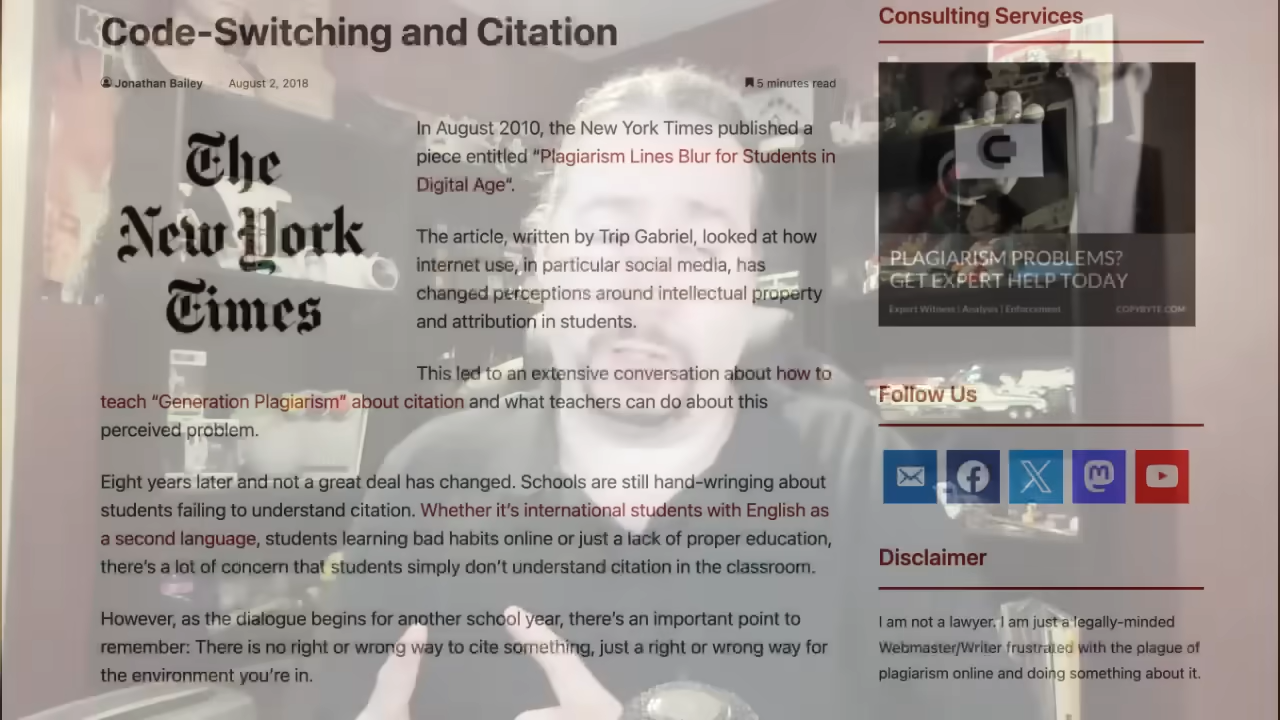 Code-Switching and Citation
Jonathan Bailey August 2, 2018 5 minutes read
The
New York
Times
In August 2010, the New York Times published a
piece entitled “Plagiarism Lines Blur for Students in
Digital Age“.
The article, written by Trip Gabriel, looked at how
internet use, in particular social media, has
changed perceptions around intellectual property
and attribution in students.
This led to an extensive conversation about how to
teach “Generation Plagiarism” about citation and what teachers can do about this
perceived problem.
Eight years later and not a great deal has changed. Schools are still hand-wringing about
students failing to understand citation. Whether it’s international students with English as
a second language, students learning bad habits online or just a lack of proper education,
there’s a lot of concern that students simply don’t understand citation in the classroom.
However, as the dialogue begins for another school year, there’s an important point to
remember: There is no right or wrong way to cite something, just a right or wrong way for
the environment you’re in.
Consulting Services
PLAGIARISM PROBLEMS?
GET EXPERT HELP TODAY
Expert Witness | Analysis | Enforcement COPYBYTE.COM
Follow Us
Disclaimer
I am not a lawyer. I am just a legally-minded
Webmaster/Writer frustrated with the plague of
plagiarism online and doing something about it.